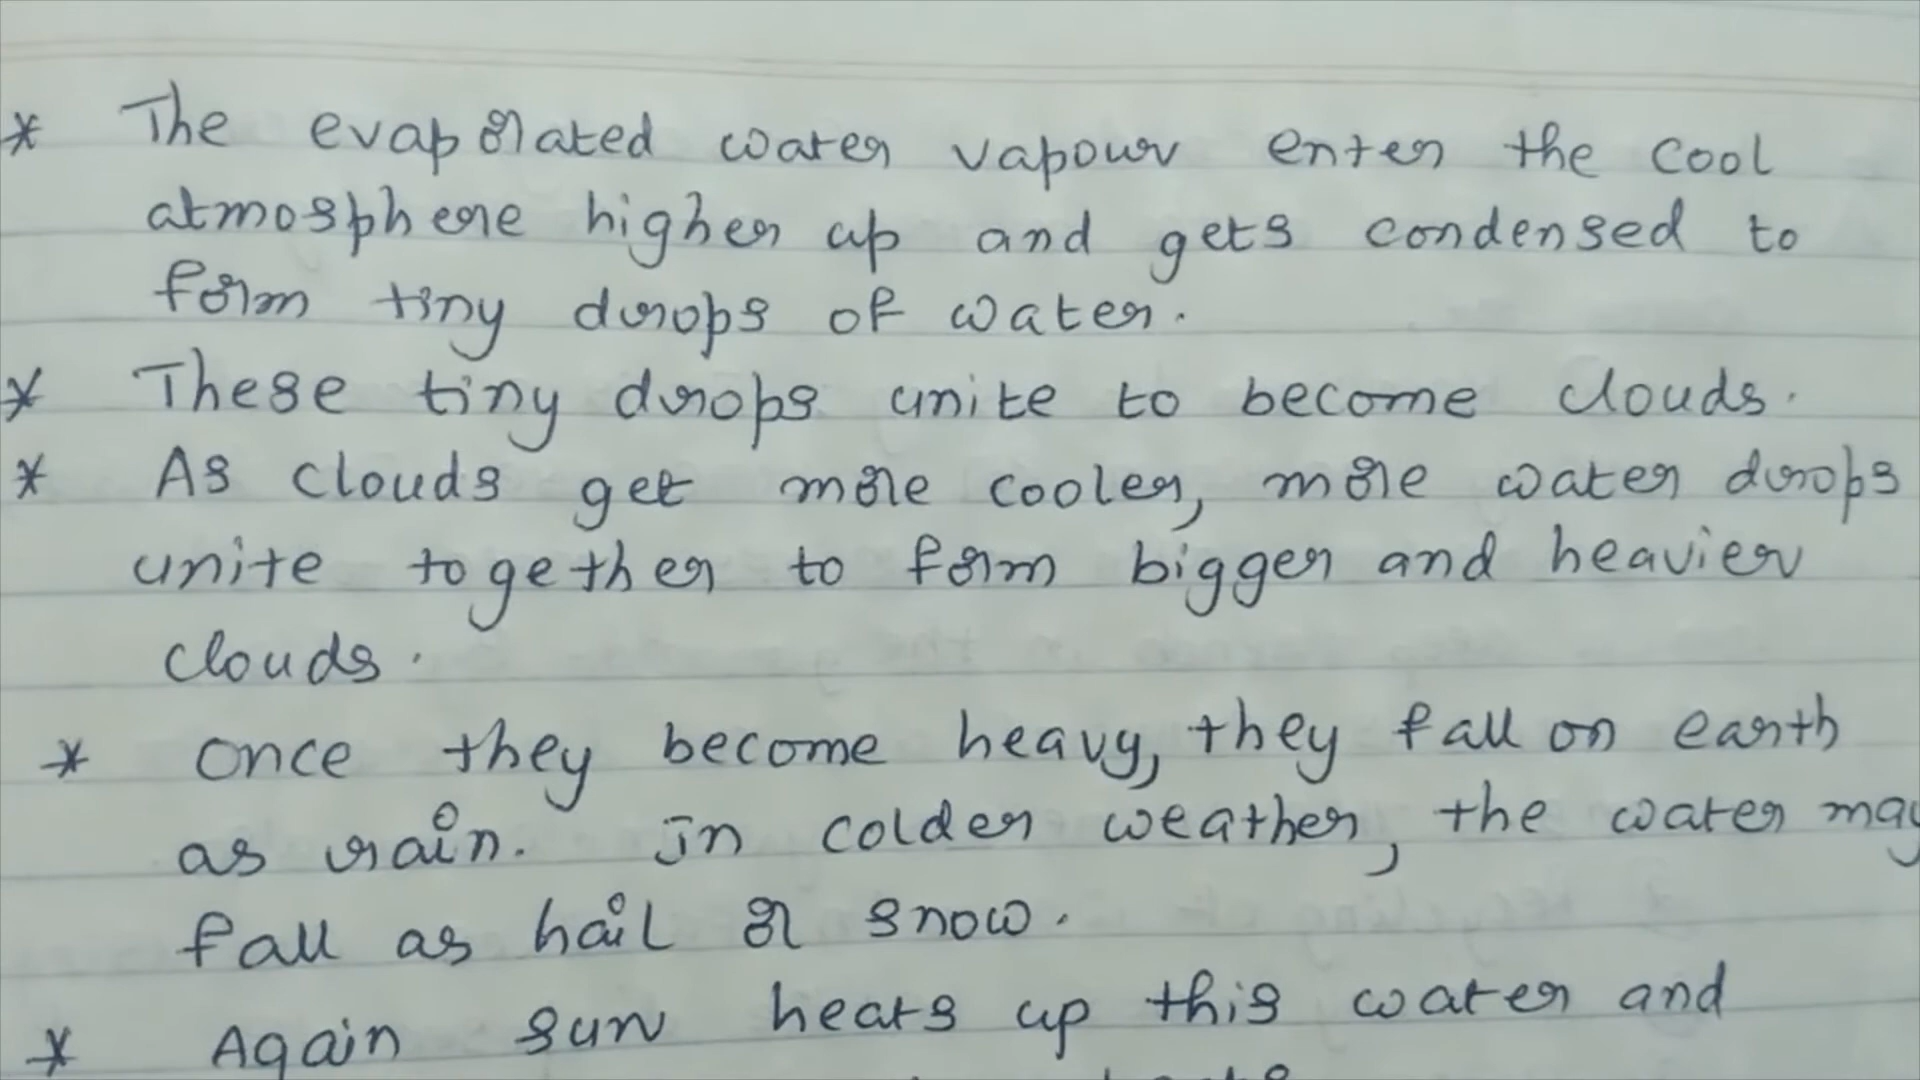 * The evaporated water vapour enter the cool
atmosphere higher up and gets condensed to
form tiny drops of water.
* These tiny drops unite to become clouds.
* As clouds get more cooler, more water drops
unite together to form bigger and heavier
clouds.
* Once they become heavy, they fall on earth
as rain. In colder weather, the water may
fall as hail or snow.
* Again sun heats up this water and